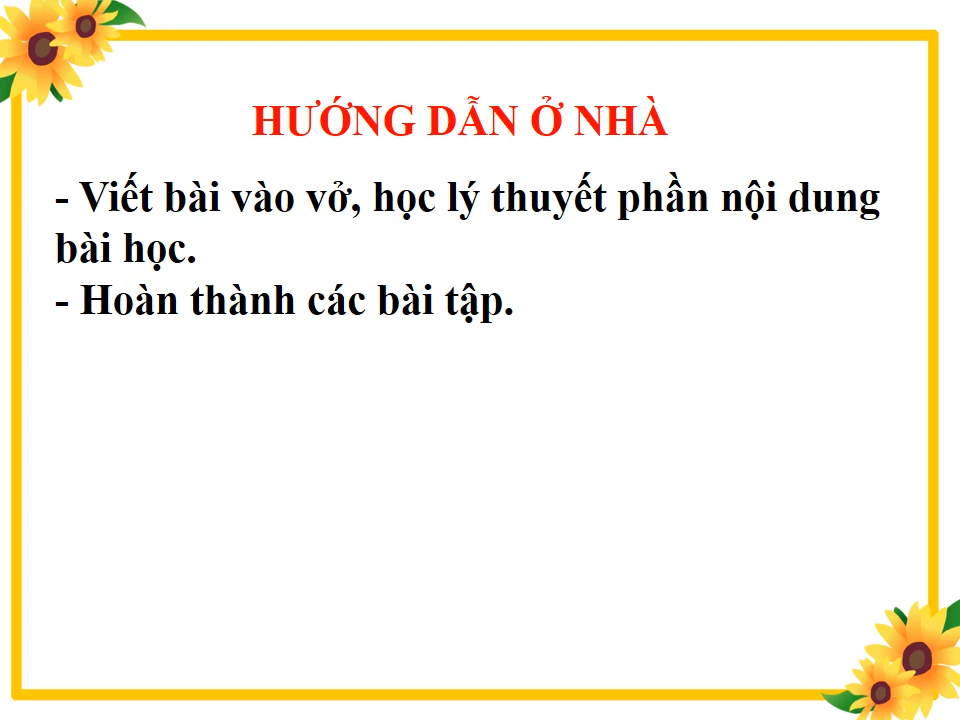 HƯỚNG DẪN Ở NHÀ
- Viết bài vào vở, học lý thuyết phần nội dung
bài học.
- Hoàn thành các bài tập.